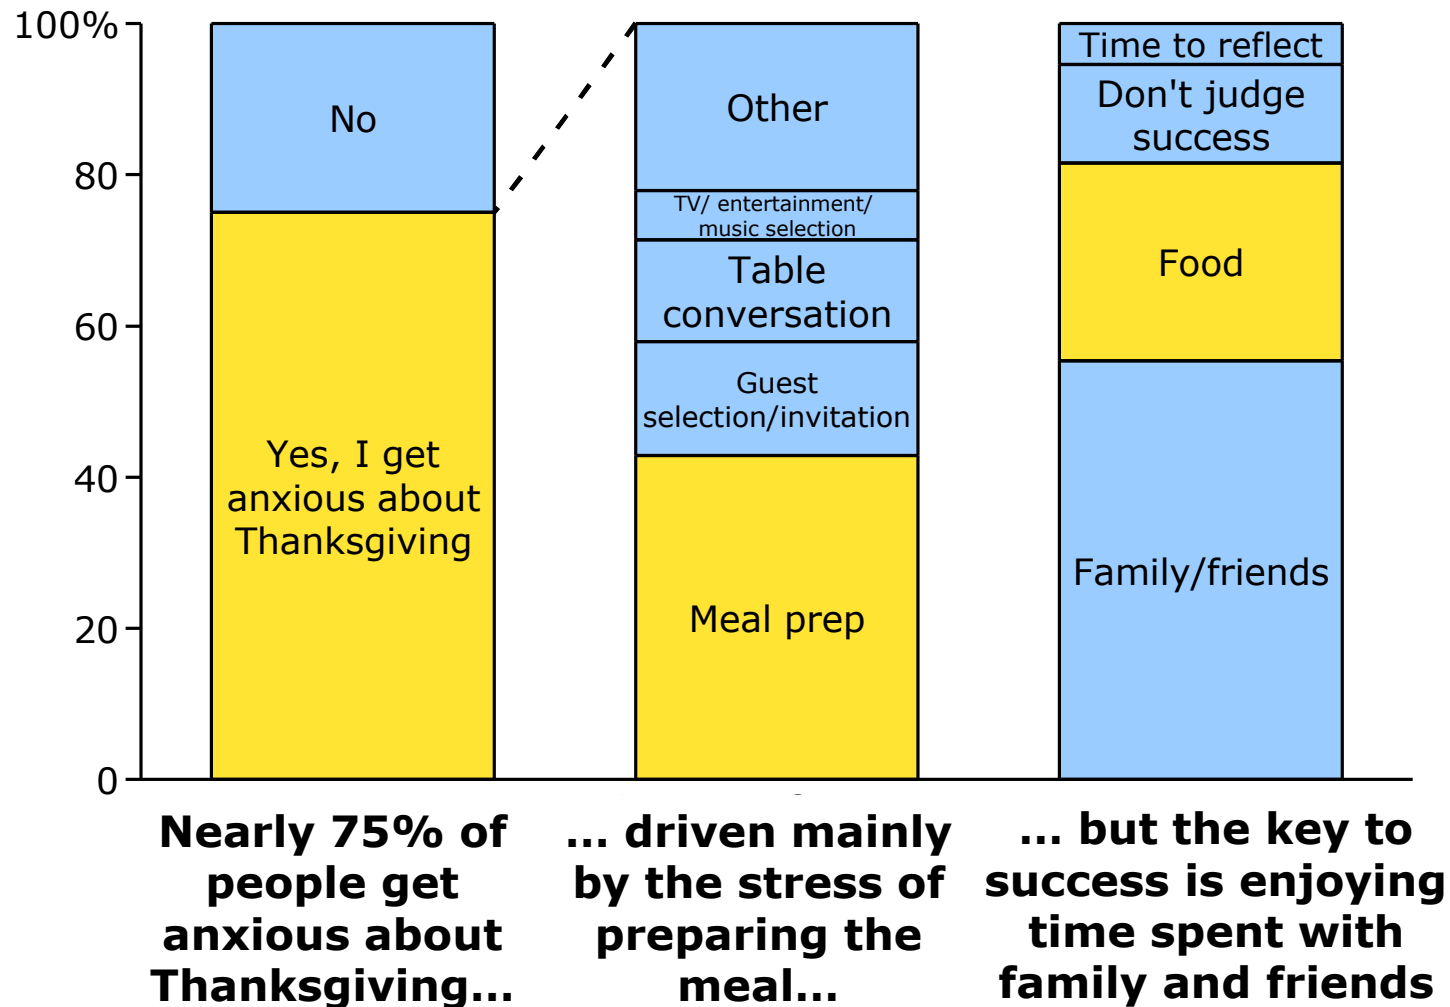 100%
80
60
40
20
0
No
Yes, I get
anxious about
Thanksgiving
Other
TV/ entertainment/
music selection
Table
conversation
Guest
selection/invitation
Meal prep
Time to reflect
Don't judge
success
Food
Family/friends
Nearly 75% of
people get
anxious about
Thanksgiving...
... driven mainly
by the stress of
preparing the
meal...
... but the key to
success is enjoying
time spent with
family and friends